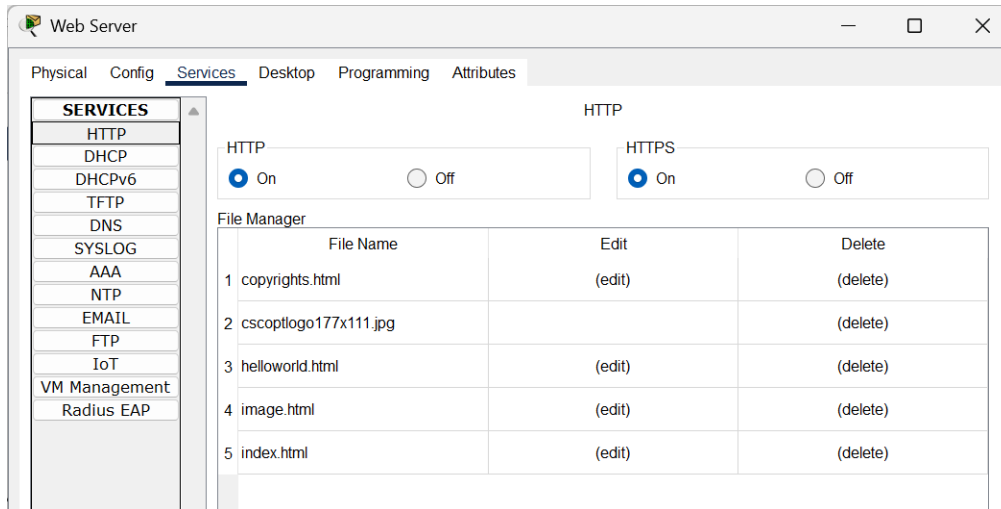 Web Server
Physical Config Services Desktop Programming Attributes
SERVICES
HTTP
DHCP
DHCPv6
TFTP
DNS
SYSLOG
AAA
NTP
EMAIL
FTP
IoT
VM Management
Radius EAP
HTTP
HTTP
On Off
HTTPS
On Off
File Manager
File Name Edit Delete
1 copyrights.html (edit) (delete)
2 cscoptlogo177x111.jpg (delete)
3 helloworld.html (edit) (delete)
4 image.html (edit) (delete)
5 index.html (edit) (delete)